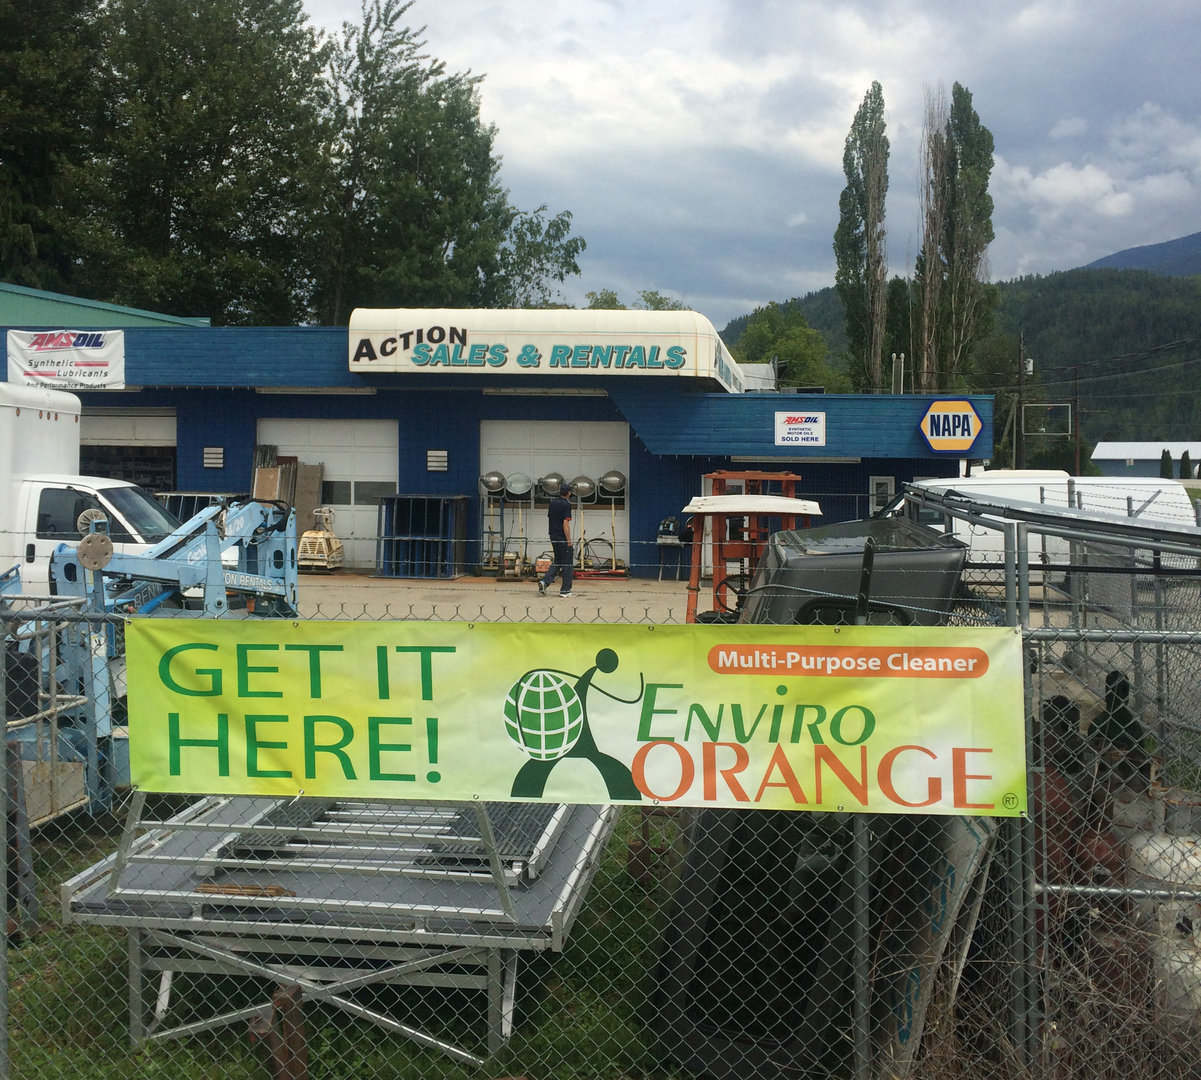 AMSOIL
Synthetic
Lubricants
And Performance Products
ACTION
SALES & RENTALS
AMSOIL
SYNTHETIC
MOTOR OILS
SOLD HERE
NAPA
ON RENTALS
GET IT
HERE!
Multi-Purpose Cleaner
ENVIRO
ORANGE
RT